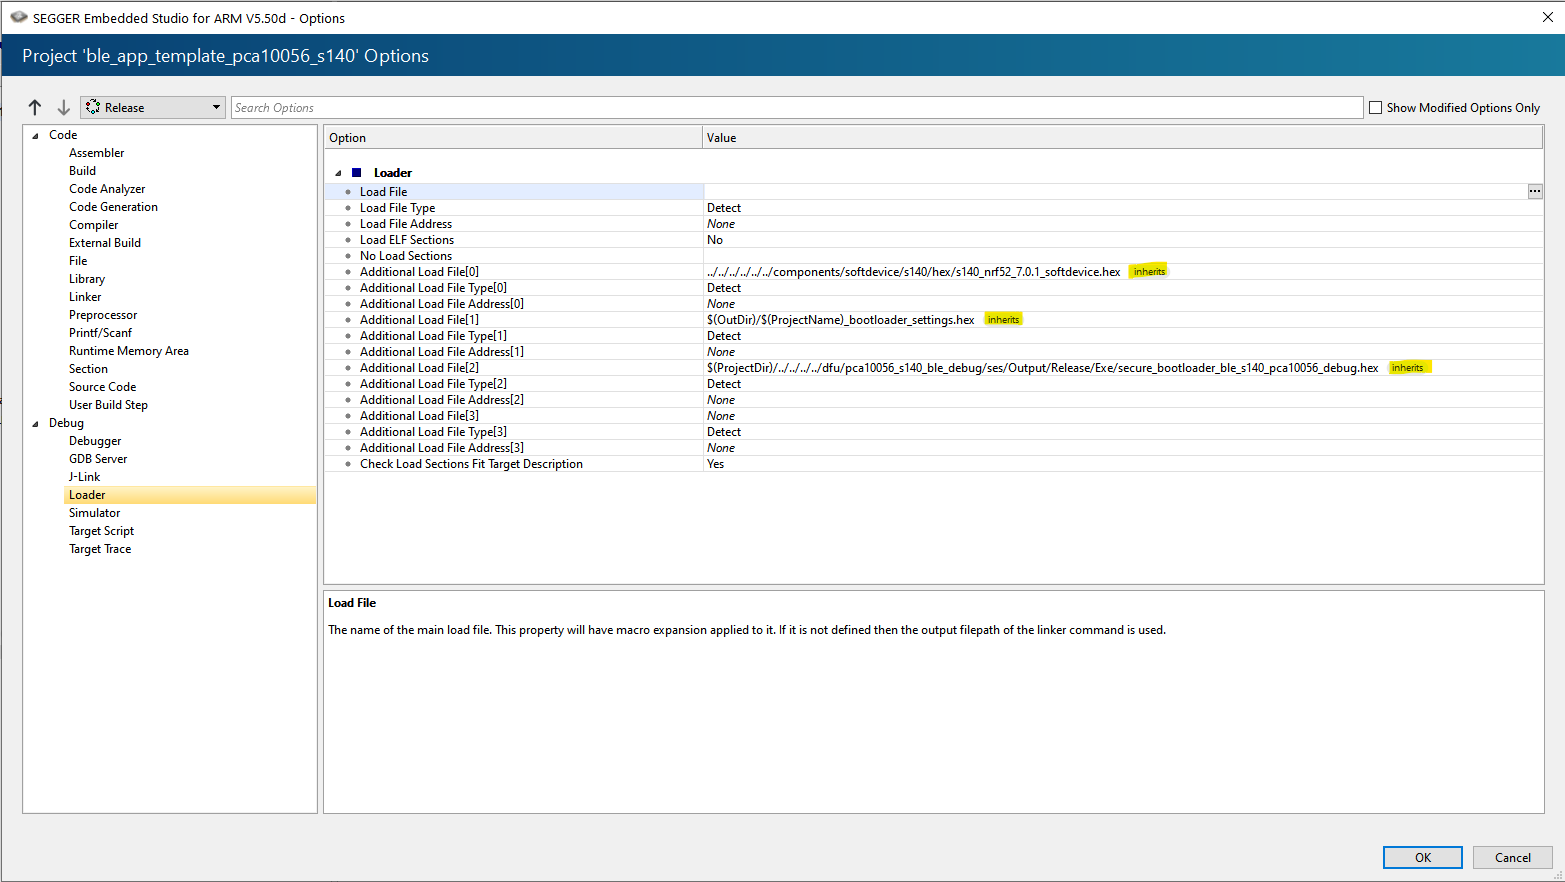 SEGGER Embedded Studio for ARM V5.50d - Options
Project 'ble_app_template_pca10056_s140' Options
Release
Search Options
Show Modified Options Only
Code
Assembler
Build
Code Analyzer
Code Generation
Compiler
External Build
File
Library
Linker
Preprocessor
Printf/Scanf
Runtime Memory Area
Section
Source Code
User Build Step
Debug
Debugger
GDB Server
J-Link
Loader
Simulator
Target Script
Target Trace
Option Value
Loader
Load File ...
Load File Type Detect
Load File Address None
Load ELF Sections No
No Load Sections
Additional Load File[0] ../../../../../../components/softdevice/s140/hex/s140_nrf52_7.0.1_softdevice.hex inherits
Additional Load File Type[0] Detect
Additional Load File Address[0] None
Additional Load File[1] $(OutDir)/$(ProjectName)_bootloader_settings.hex inherits
Additional Load File Type[1] Detect
Additional Load File Address[1] None
Additional Load File[2] $(ProjectDir)/../../../../dfu/pca10056_s140_ble_debug/ses/Output/Release/Exe/secure_bootloader_ble_s140_pca10056_debug.hex inherits
Additional Load File Type[2] Detect
Additional Load File Address[2] None
Additional Load File[3] None
Additional Load File Type[3] Detect
Additional Load File Address[3] None
Check Load Sections Fit Target Description Yes
Load File
The name of the main load file. This property will have macro expansion applied to it. If it is not defined then the output filepath of the linker command is used.
OK Cancel